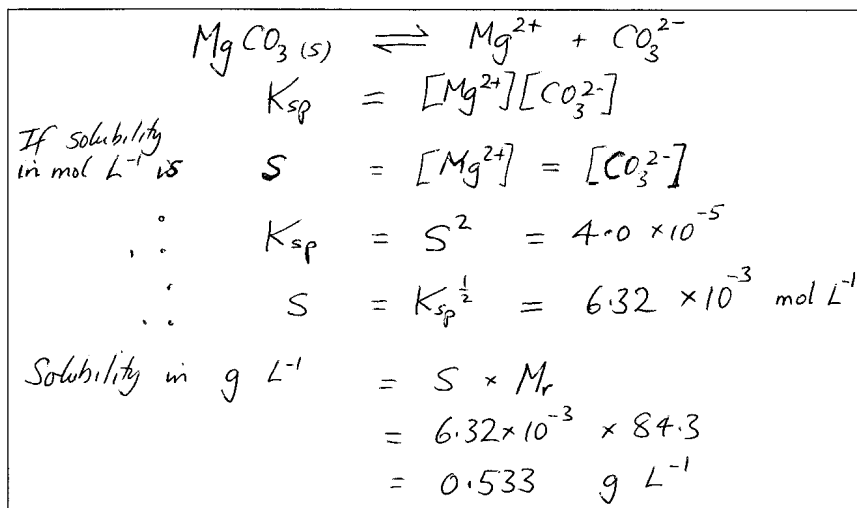 MgCO₃ (s) ⇌ Mg²⁺ + CO₃²⁻
Ksp = [Mg²⁺][CO₃²⁻]
If solubility
in mol L⁻¹ is S = [Mg²⁺] = [CO₃²⁻]
∴ Ksp = S² = 4.0 × 10⁻⁵
∴ S = Ksp^½ = 6.32 × 10⁻³ mol L⁻¹
Solubility in g L⁻¹ = S × Mr
= 6.32 × 10⁻³ × 84.3
= 0.533 g L⁻¹